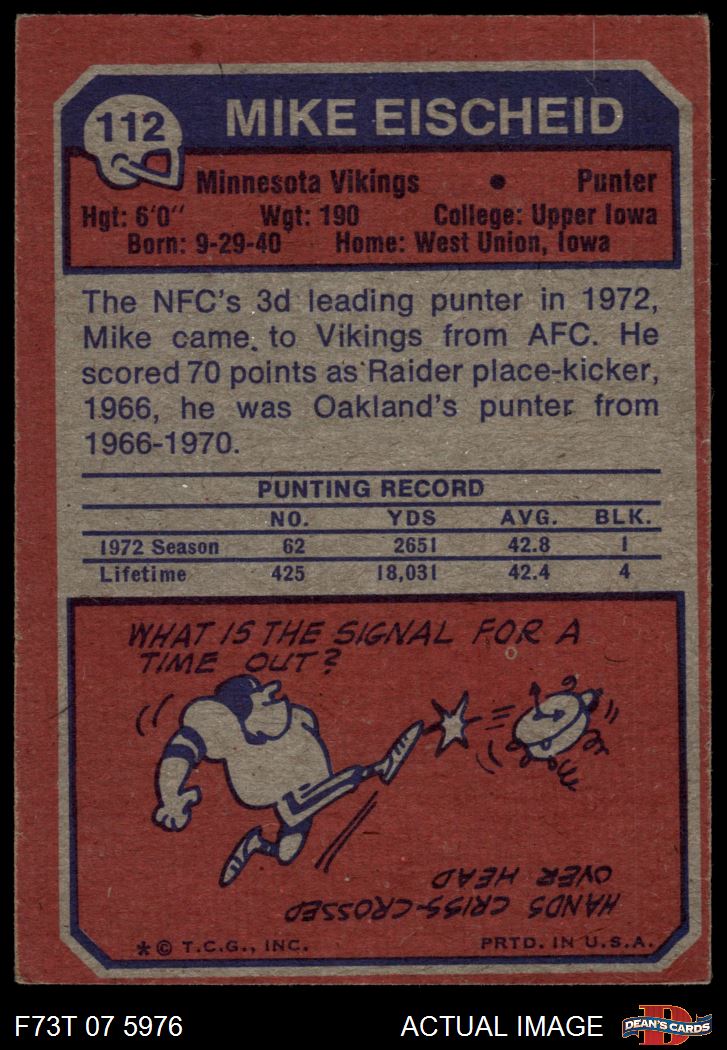 112
MIKE EISCHEID
Minnesota Vikings • Punter
Hgt: 6'0" Wgt: 190 College: Upper Iowa
Born: 9-29-40 Home: West Union, Iowa
The NFC's 3d leading punter in 1972,
Mike came to Vikings from AFC. He
scored 70 points as Raider place-kicker,
1966, he was Oakland's punter from
1966-1970.
PUNTING RECORD
NO. YDS AVG. BLK.
1972 Season 62 2651 42.8 1
Lifetime 425 18,031 42.4 4
WHAT IS THE SIGNAL FOR A
TIME OUT?
HANDS CRISS-CROSSED
OVER HEAD
* © T.C.G., INC. PRTD. IN U.S.A.
F73T 07 5976 ACTUAL IMAGE
D
DEAN'S CARDS